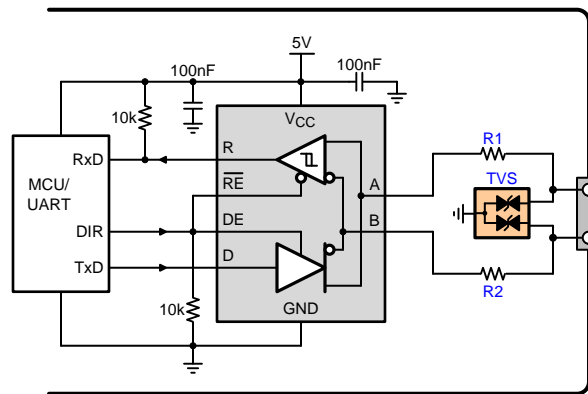 5V
100nF
100nF
10k
VCC
R1
RxD
R
TVS
MCU/
UART
RE
A
DIR
DE
B
TxD
D
R2
10k
GND